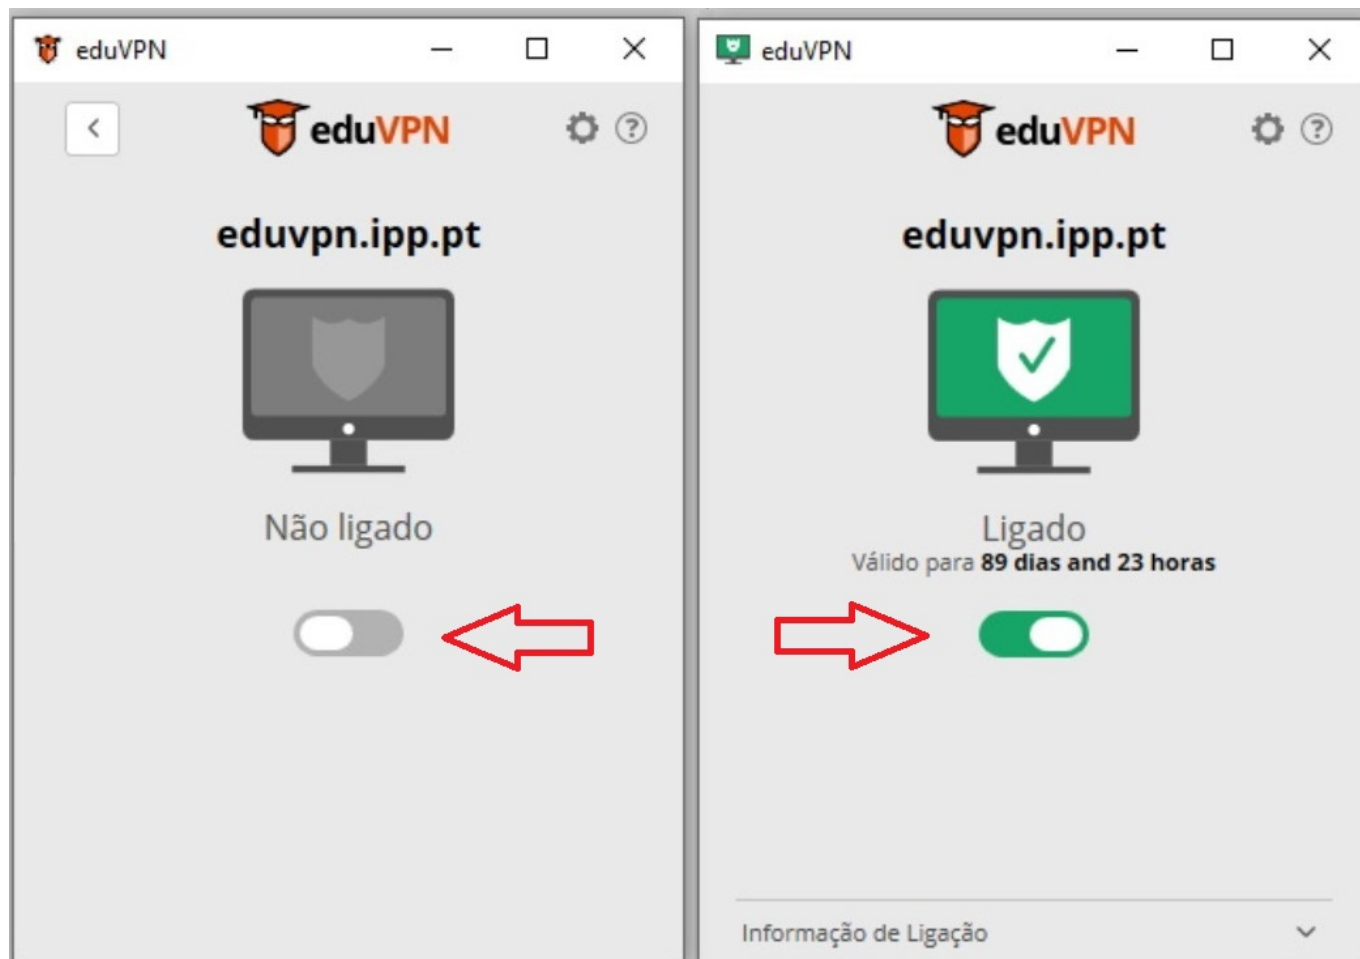 eduVPN
eduVPN
eduvpn.ipp.pt
Não ligado
eduVPN
eduVPN
eduvpn.ipp.pt
Ligado
Válido para 89 dias and 23 horas
Informação de Ligação